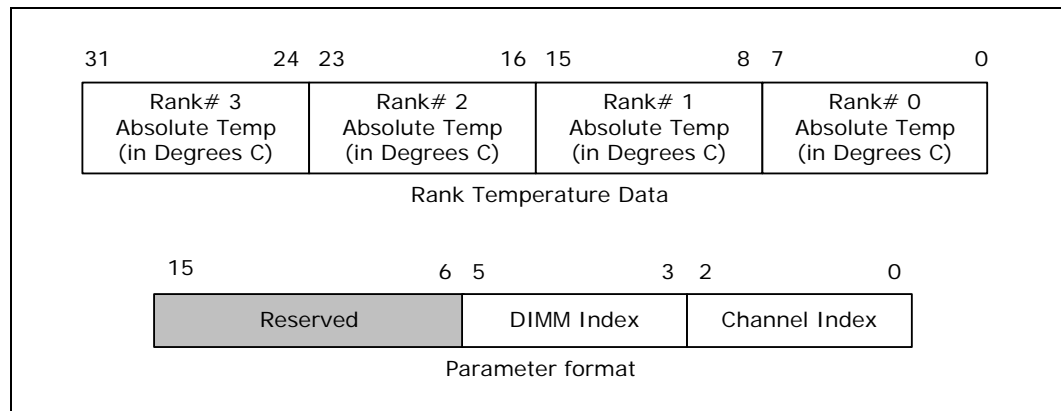 31 24 23 16 15 8 7 0
Rank# 3 Rank# 2 Rank# 1 Rank# 0
Absolute Temp Absolute Temp Absolute Temp Absolute Temp
(in Degrees C) (in Degrees C) (in Degrees C) (in Degrees C)
Rank Temperature Data
15 6 5 3 2 0
Reserved DIMM Index Channel Index
Parameter format